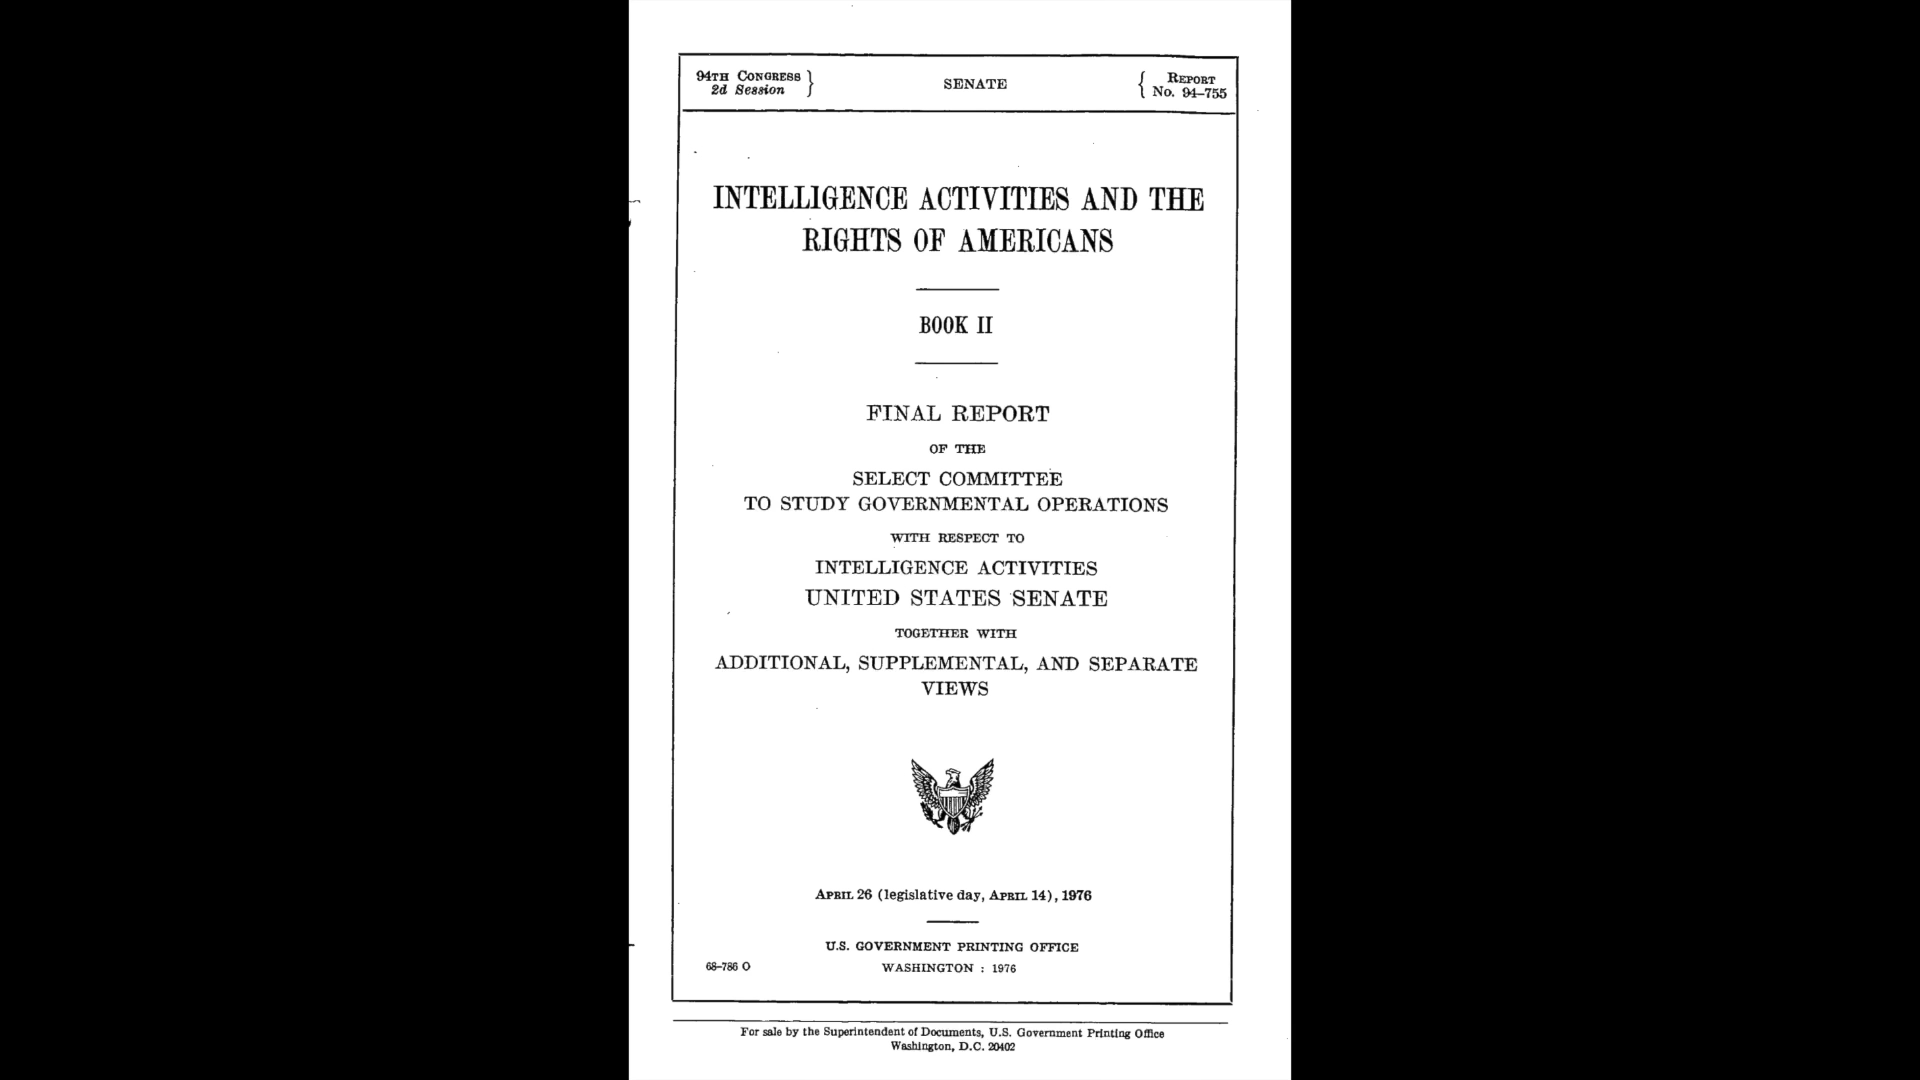 94TH CONGRESS
2d Session
SENATE
REPORT
No. 94–755
INTELLIGENCE ACTIVITIES AND THE
RIGHTS OF AMERICANS
BOOK II
FINAL REPORT
OF THE
SELECT COMMITTEE
TO STUDY GOVERNMENTAL OPERATIONS
WITH RESPECT TO
INTELLIGENCE ACTIVITIES
UNITED STATES SENATE
TOGETHER WITH
ADDITIONAL, SUPPLEMENTAL, AND SEPARATE
VIEWS
APRIL 26 (legislative day, APRIL 14), 1976
U.S. GOVERNMENT PRINTING OFFICE
68–786 O
WASHINGTON : 1976
For sale by the Superintendent of Documents, U.S. Government Printing Office
Washington, D.C. 20402